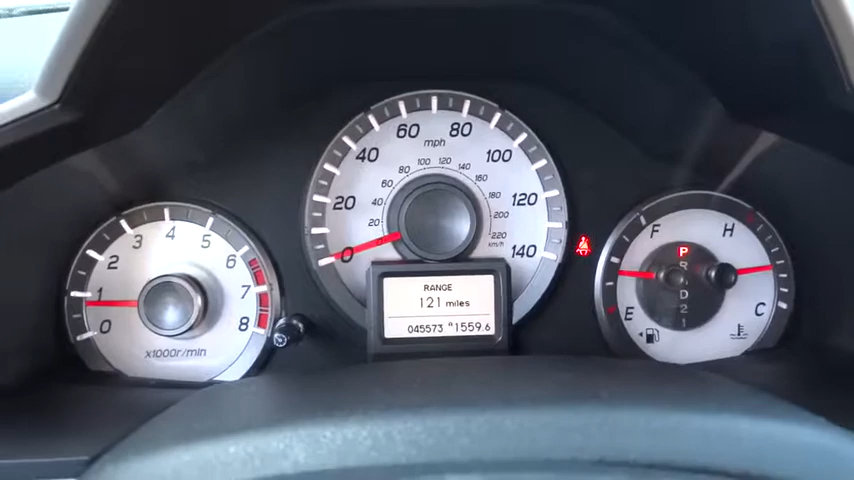 0 1 2 3 4 5 6 7 8
x1000r/min
0 20 40 60 80 100 120 140
mph
20 40 60 80 100 120 140 160 180 200 220
km/h
RANGE
121 miles
045573 A 1559.6
F H
P
R
D
2
1
E C